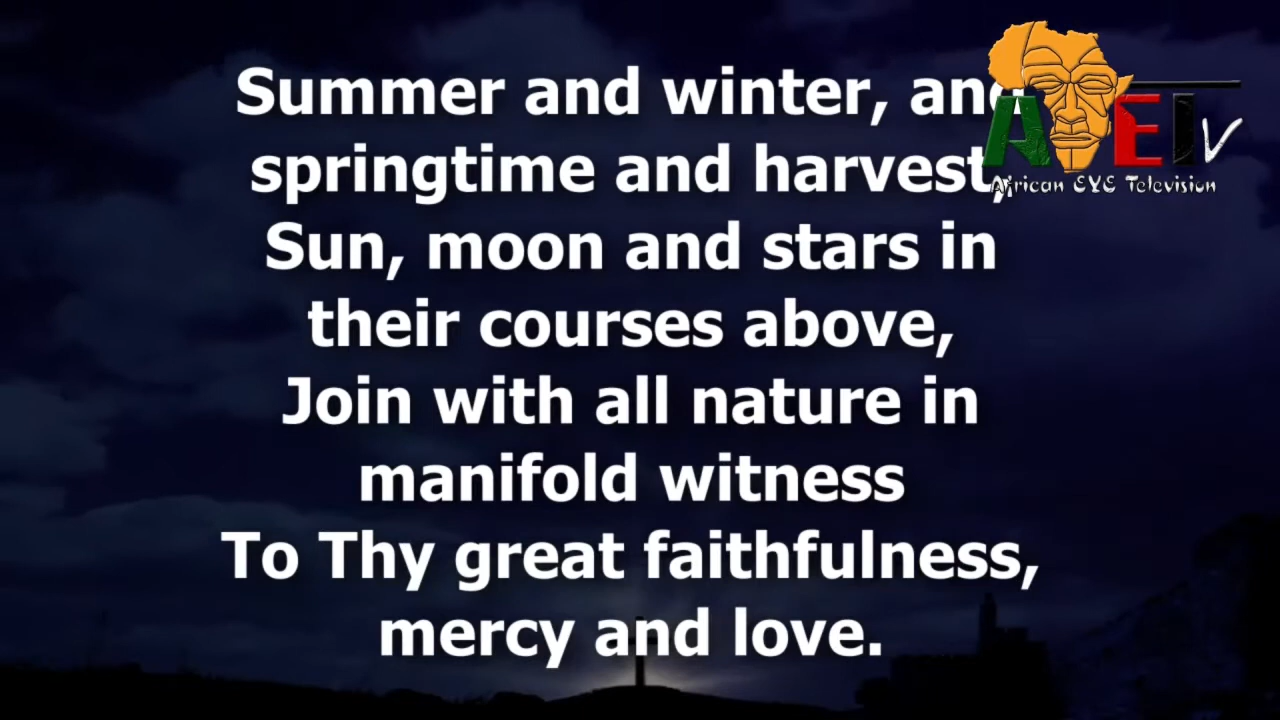 Summer and winter, and
springtime and harvest,
Sun, moon and stars in
their courses above,
Join with all nature in
manifold witness
To Thy great faithfulness,
mercy and love.
AETv
African EYE Television